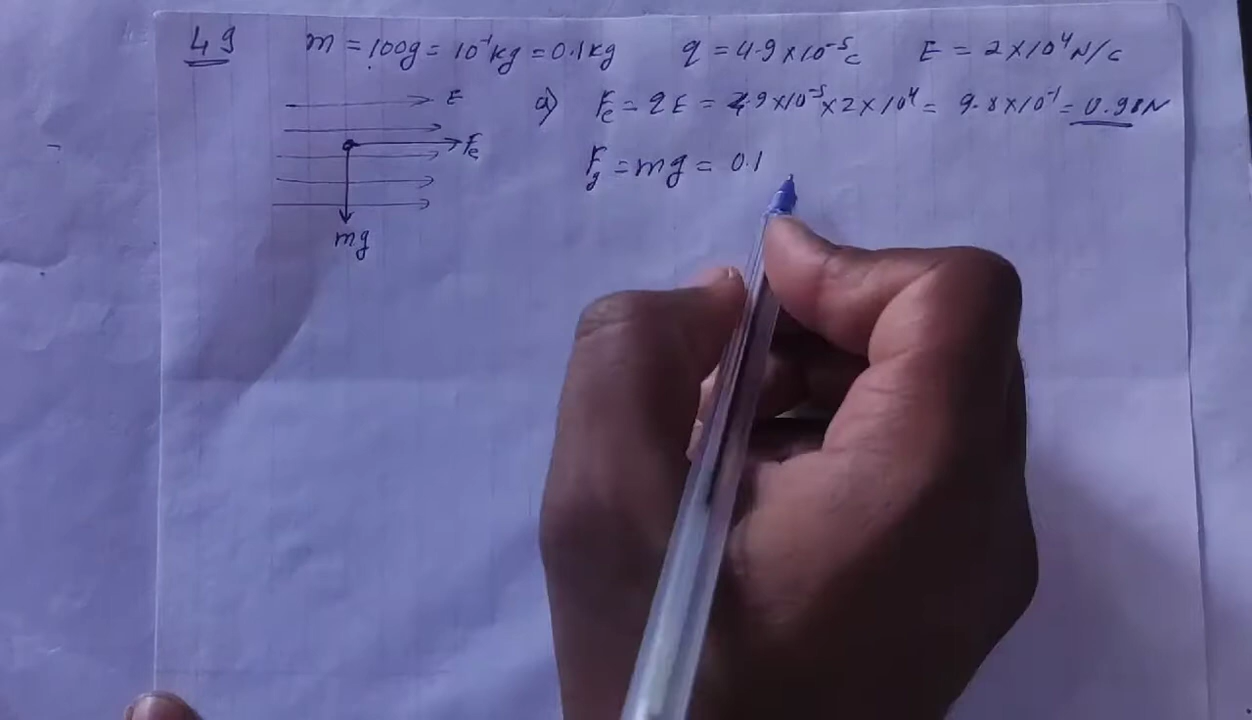 49 m = 100g = 10⁻¹kg = 0.1kg q = 4.9×10⁻⁵c E = 2×10⁴N/C
E
a) Fe = qE = 4.9×10⁻⁵×2×10⁴ = 9.8×10⁻¹ = 0.98N
Fe
Fg = mg = 0.1
mg